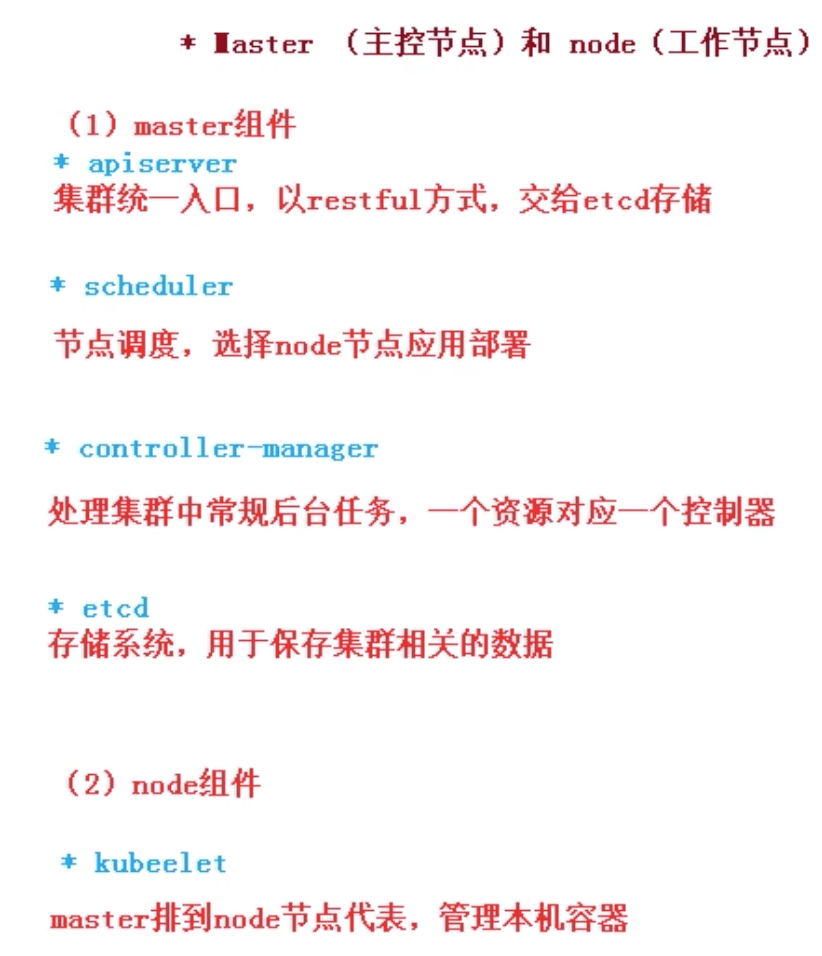 * Master （主控节点）和 node（工作节点）
（1）master组件
* apiserver
集群统一入口，以restful方式，交给etcd存储
* scheduler
节点调度，选择node节点应用部署
* controller-manager
处理集群中常规后台任务，一个资源对应一个控制器
* etcd
存储系统，用于保存集群相关的数据
（2）node组件
* kubeelet
master排到node节点代表，管理本机容器